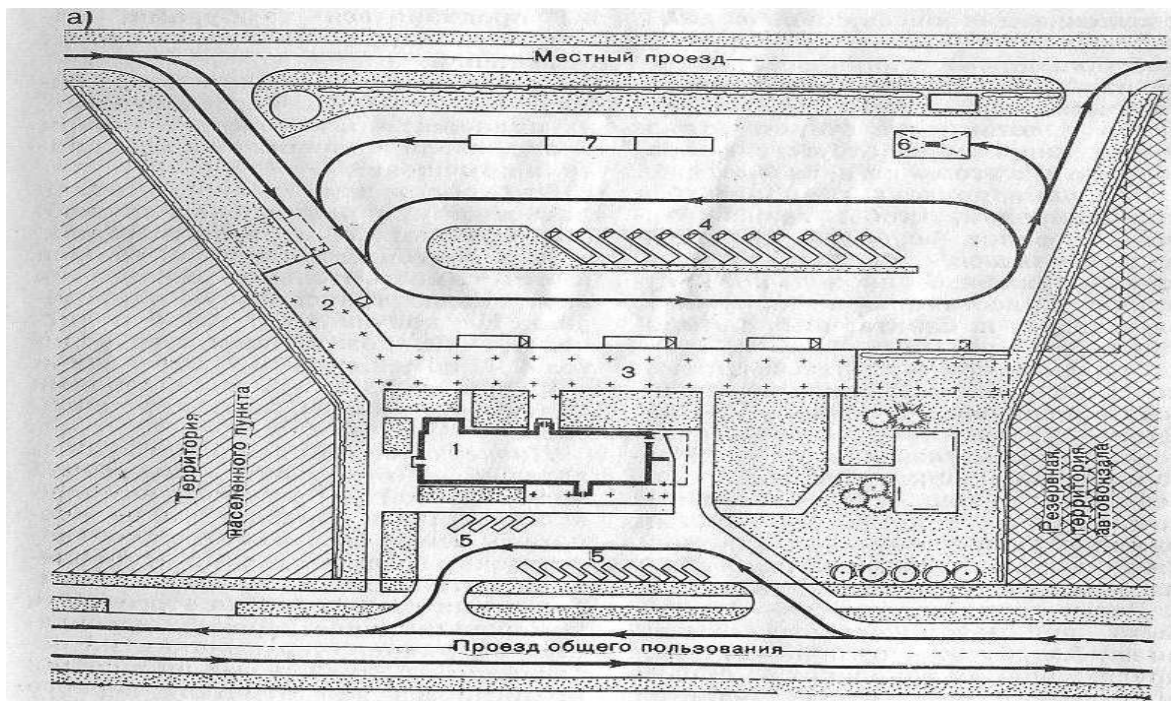 а)
Местный проезд
7
6
4
2
3
1
Территория
населенного пункта
Резервная
территория
автовокзала
5
5
Проезд общего пользования